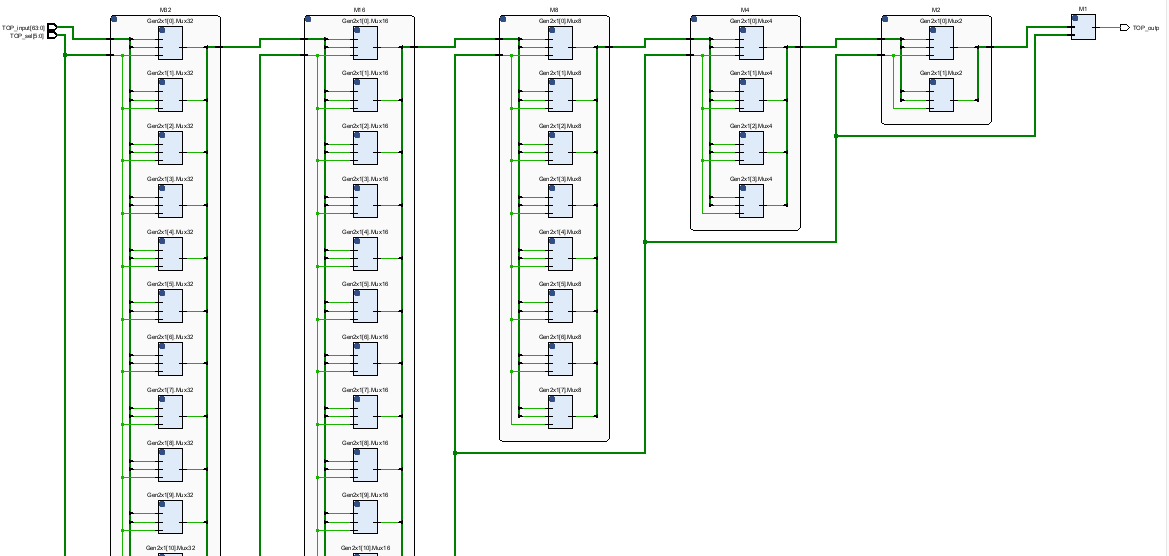 M32
M16
M8
M4
M2
M1
TOP_input[63:0]
TOP_sel[5:0]
TOP_outp
Gen2x1[0].Mux32
Gen2x1[1].Mux32
Gen2x1[2].Mux32
Gen2x1[3].Mux32
Gen2x1[4].Mux32
Gen2x1[5].Mux32
Gen2x1[6].Mux32
Gen2x1[7].Mux32
Gen2x1[8].Mux32
Gen2x1[9].Mux32
Gen2x1[10].Mux32
Gen2x1[0].Mux16
Gen2x1[1].Mux16
Gen2x1[2].Mux16
Gen2x1[3].Mux16
Gen2x1[4].Mux16
Gen2x1[5].Mux16
Gen2x1[6].Mux16
Gen2x1[7].Mux16
Gen2x1[8].Mux16
Gen2x1[9].Mux16
Gen2x1[10].Mux16
Gen2x1[0].Mux8
Gen2x1[1].Mux8
Gen2x1[2].Mux8
Gen2x1[3].Mux8
Gen2x1[4].Mux8
Gen2x1[5].Mux8
Gen2x1[6].Mux8
Gen2x1[7].Mux8
Gen2x1[0].Mux4
Gen2x1[1].Mux4
Gen2x1[2].Mux4
Gen2x1[3].Mux4
Gen2x1[0].Mux2
Gen2x1[1].Mux2